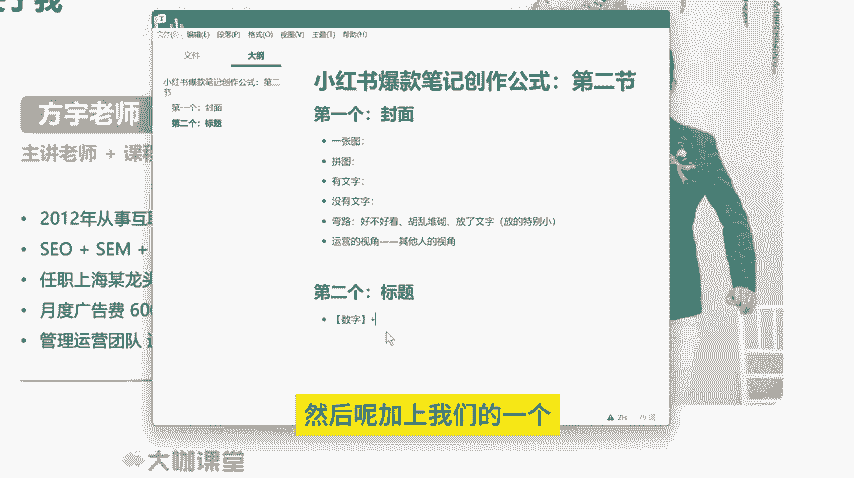 了我
方宇老师
主讲老师 + 课程
2012年从事互联
SEO + SEM +
任职上海某龙头
月度广告费 600
管理运营团队
大咖课堂
编辑(E) 段落(P) 格式(O) 视图(V) 主题(T) 帮助(H)
文件 大纲
小红书爆款笔记创作公式：第二
节
第一个：封面
第二个：标题
小红书爆款笔记创作公式：第二节
第一个：封面
一张图：
拼图：
有文字：
没有文字：
弯路：好不好看、胡乱堆砌、放了文字（放的特别小）
运营的视角——其他人的视角
第二个：标题
【数字】+
然后呢加上我们的一个